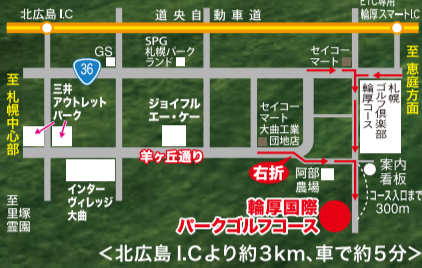 北広島I.C
道央自動車道
ETC専用
輪厚スマートIC
GS
SPG
札幌パーク
ランド
セイコー
マート
36
至 恵庭方面
至 札幌中心部
三井
アウトレット
パーク
ジョイフル
エー・ケー
セイコー
マート
大曲工業
団地店
札幌
ゴルフ倶楽部
輪厚コース
羊ヶ丘通り
右折
阿部
農場
案内
看板
コース入口まで
300m
インター
ヴィレッジ
大曲
至
里塚
霊園
輪厚国際
パークゴルフコース
<北広島I.Cより約3km、車で約5分>